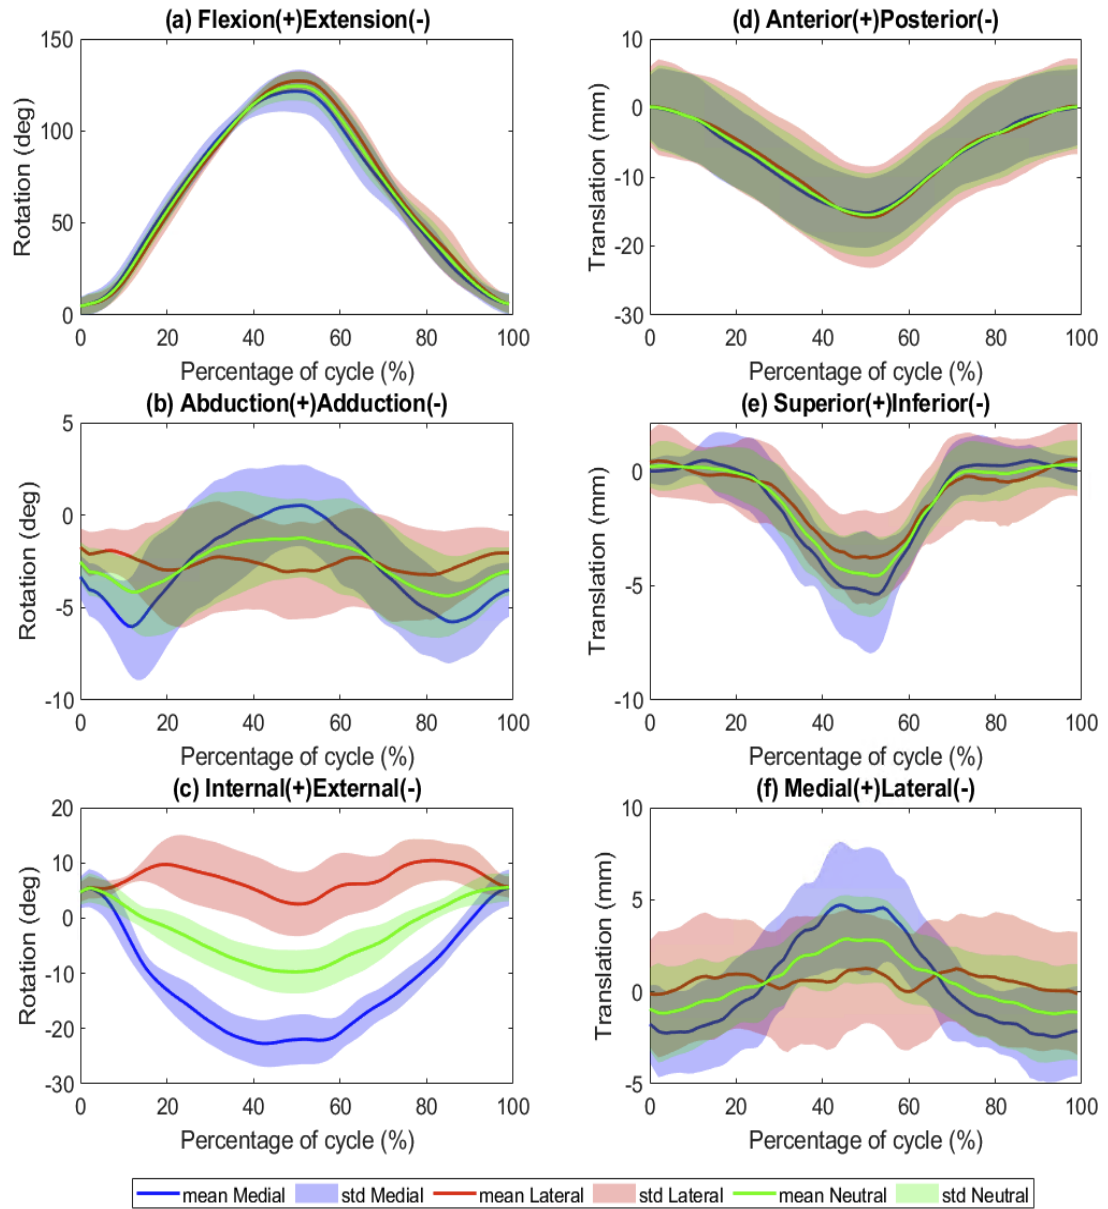 (a) Flexion(+)Extension(-)
150
100
50
0
Rotation (deg)
0 20 40 60 80 100
Percentage of cycle (%)
(d) Anterior(+)Posterior(-)
10
0
-10
-20
-30
Translation (mm)
0 20 40 60 80 100
Percentage of cycle (%)
(b) Abduction(+)Adduction(-)
5
0
-5
-10
Rotation (deg)
0 20 40 60 80 100
Percentage of cycle (%)
(e) Superior(+)Inferior(-)
0
-5
-10
Translation (mm)
0 20 40 60 80 100
Percentage of cycle (%)
(c) Internal(+)External(-)
20
10
0
-10
-20
-30
Rotation (deg)
0 20 40 60 80 100
Percentage of cycle (%)
(f) Medial(+)Lateral(-)
10
5
0
-5
Translation (mm)
0 20 40 60 80 100
Percentage of cycle (%)
mean Medial std Medial mean Lateral std Lateral mean Neutral std Neutral